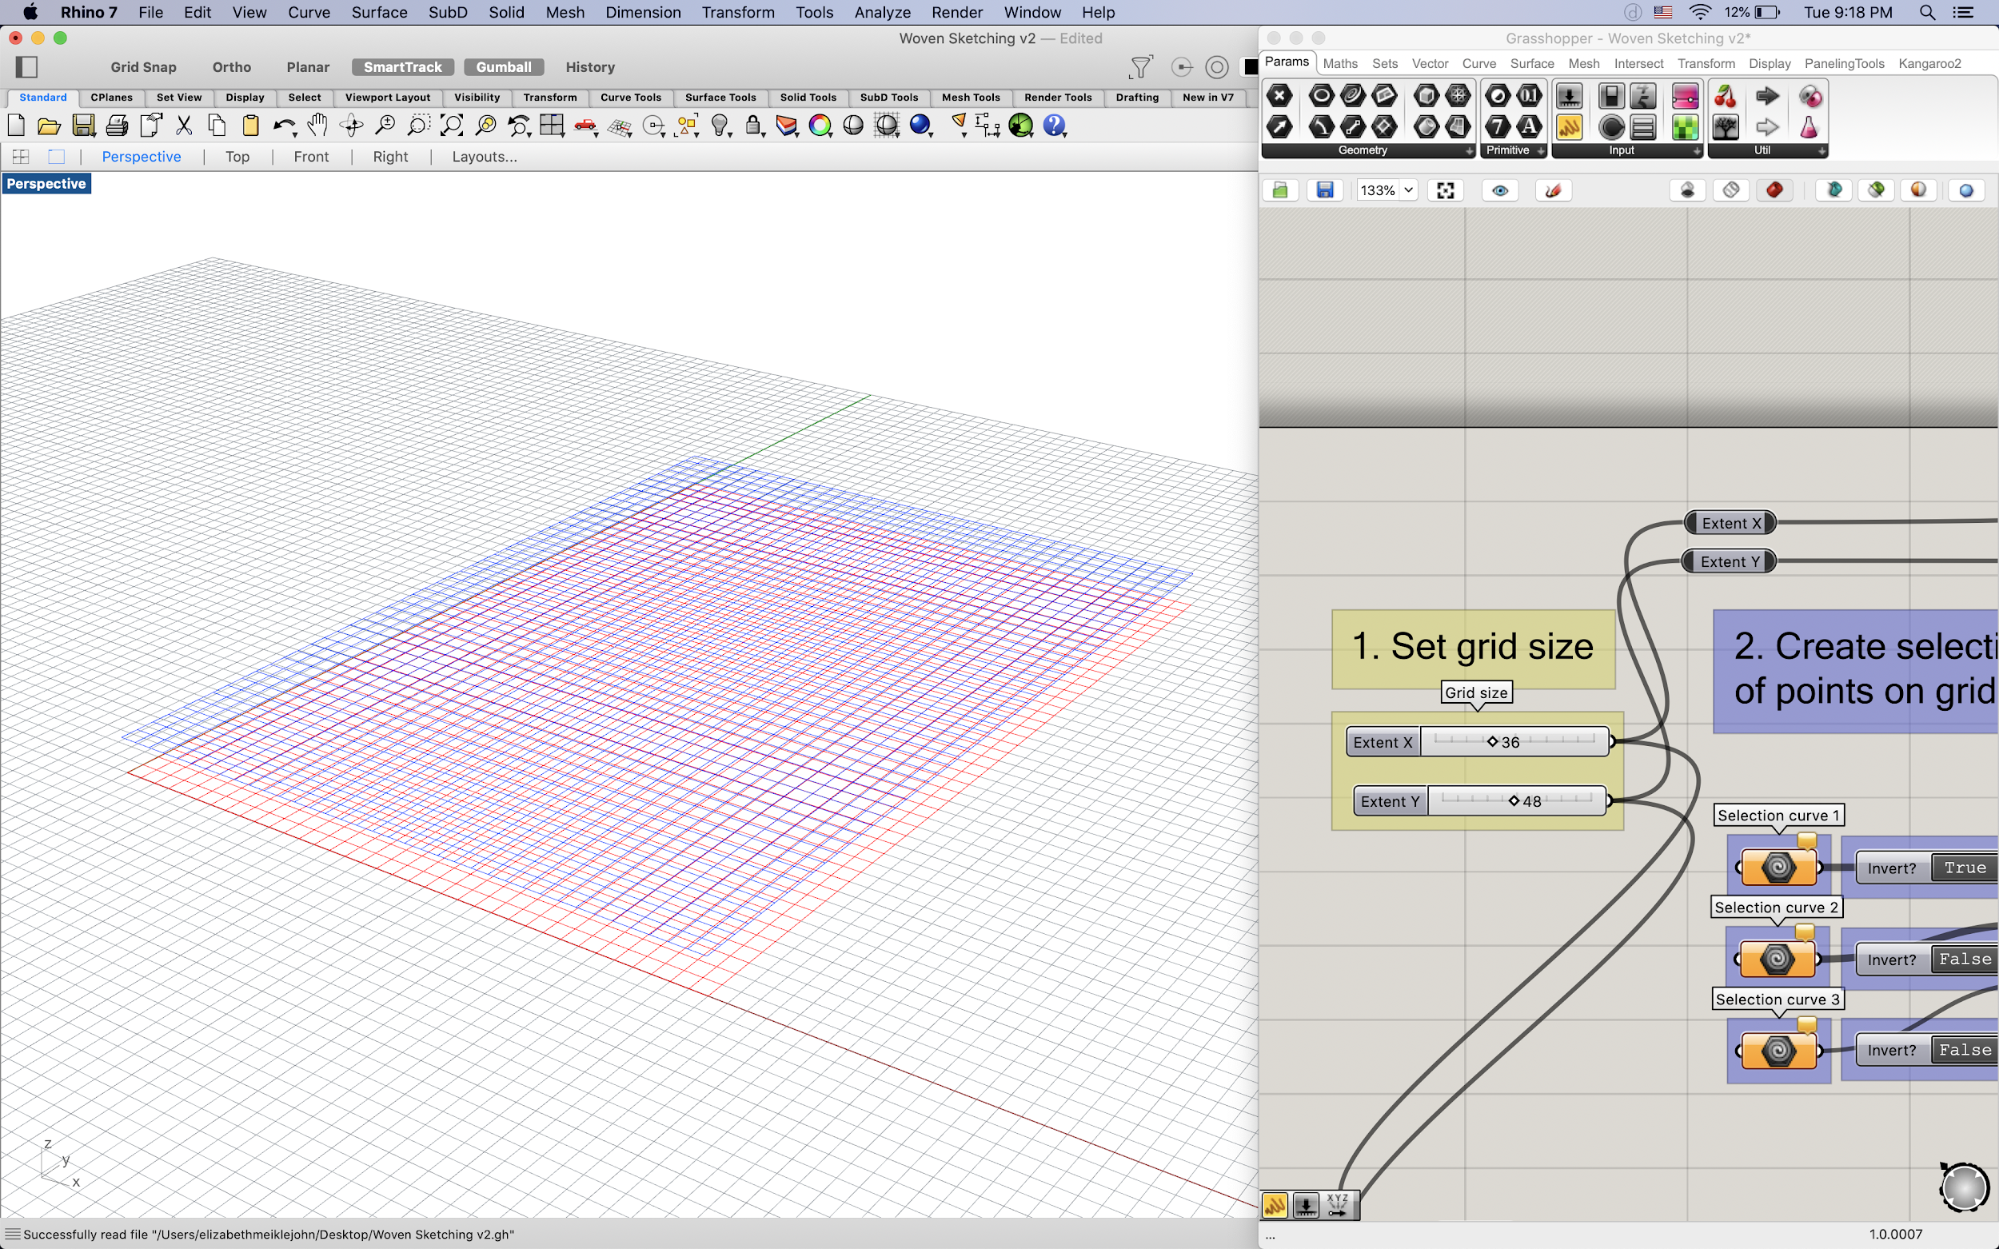 Rhino 7 File Edit View Curve Surface SubD Solid Mesh Dimension Transform Tools Analyze Render Window Help 12% Tue 9:18 PM
Woven Sketching v2 — Edited
Grid Snap Ortho Planar SmartTrack Gumball History
Standard CPlanes Set View Display Select Viewport Layout Visibility Transform Curve Tools Surface Tools Solid Tools SubD Tools Mesh Tools Render Tools Drafting New in V7
Perspective Top Front Right Layouts...
Perspective
z
y
x
Successfully read file "/Users/elizabethmeiklejohn/Desktop/Woven Sketching v2.gh"
Grasshopper - Woven Sketching v2*
Params Maths Sets Vector Curve Surface Mesh Intersect Transform Display PanelingTools Kangaroo2
Geometry Primitive Input Util
133%
Extent X
Extent Y
1. Set grid size
Grid size
Extent X 36
Extent Y 48
2. Create selecti
of points on grid
Selection curve 1
Invert? True
Selection curve 2
Invert? False
Selection curve 3
Invert? False
XYZ
...
1.0.0007